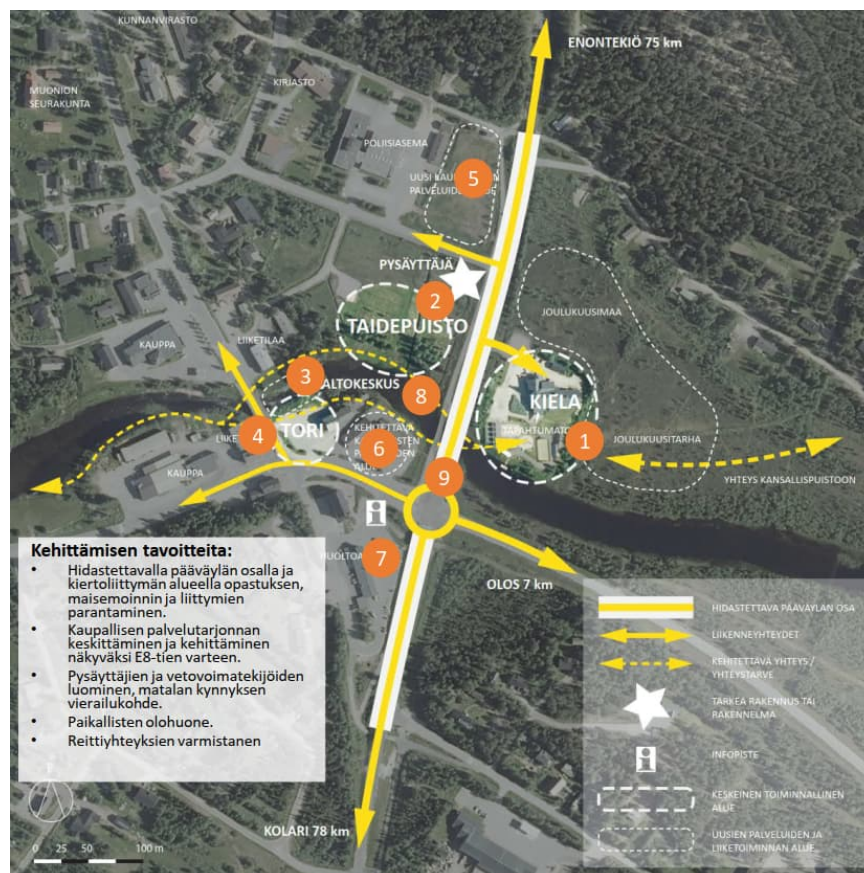 KUNNANVIRASTO
ENONTEKIÖ 75 km
KIRJASTO
MUONION
SEURAKUNTA
POLIISIASEMA
5
UUSI
PYSÄYTTÄJÄ
2
TAIDEPUISTO
JOULUKUUSIMAA
LIIKETILAA
KAUPPA
3
ALTOKESKUS
8
KIELA
4
TORI
KEHITETTÄVÄ
6
1
JOULUKUUSITARHA
KAUPPA
9
YHTEYS KANSALLISPUISTOON
7
OLOS 7 km
Kehittämisen tavoitteita:
• Hidastettavalla pääväylän osalla ja
kiertoliittymän alueella opastuksen,
maisemoinnin ja liittymien
parantaminen.
• Kaupallisen palvelutarjonnan
keskittäminen ja kehittäminen
näkyväksi E8-tien varteen.
• Pysäyttäjien ja vetovoimatekijöiden
luominen, matalan kynnyksen
vierailukohde.
• Paikallisten olohuone.
• Reittiyhteyksien varmistanen
HIDASTETTAVA PÄÄVÄYLÄN OSA
LIIKENNEYHTEYDET
KEHITETTÄVÄ YHTEYS /
YHTEYSTARVE
TÄRKEÄ RAKENNUS TAI
RAKENNELMA
INFOPISTE
KESKEINEN TOIMINNALLINEN
ALUE
UUSIEN PALVELUIDEN JA
LIIKETOIMINNAN ALUE
KOLARI 78 km
0 25 50 100 m